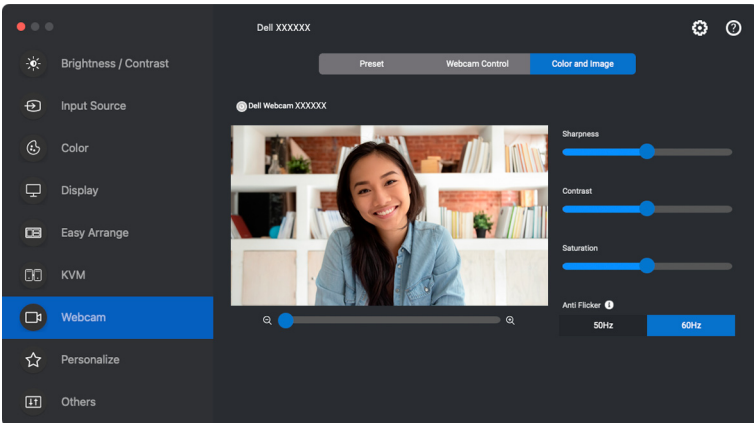 Dell XXXXXX
Brightness / Contrast
Input Source
Color
Display
Easy Arrange
KVM
Webcam
Personalize
Others
Preset
Webcam Control
Color and Image
Dell Webcam XXXXXX
Sharpness
Contrast
Saturation
Anti Flicker
50Hz
60Hz